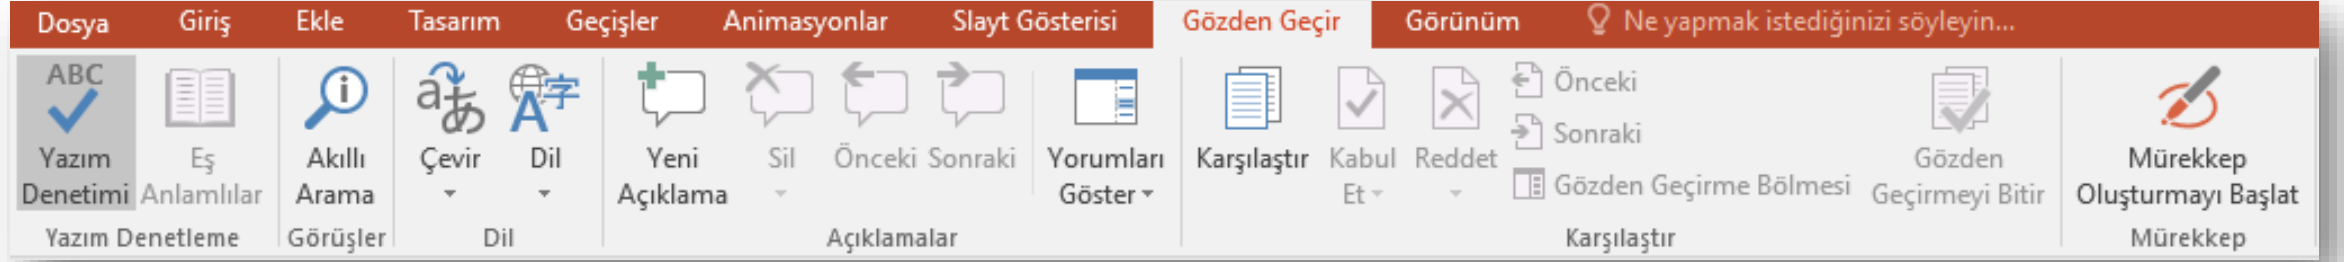 Dosya Giriş Ekle Tasarım Geçişler Animasyonlar Slayt Gösterisi Gözden Geçir Görünüm Ne yapmak istediğinizi söyleyin...
ABC
Yazım Denetimi
Eş Anlamlılar
Yazım Denetleme
Akıllı Arama
Görüşler
Çevir
Dil
Dil
Yeni Açıklama
Sil
Önceki
Sonraki
Yorumları Göster
Açıklamalar
Karşılaştır
Kabul Et
Reddet
Önceki
Sonraki
Gözden Geçirme Bölmesi
Gözden Geçirmeyi Bitir
Karşılaştır
Mürekkep Oluşturmayı Başlat
Mürekkep